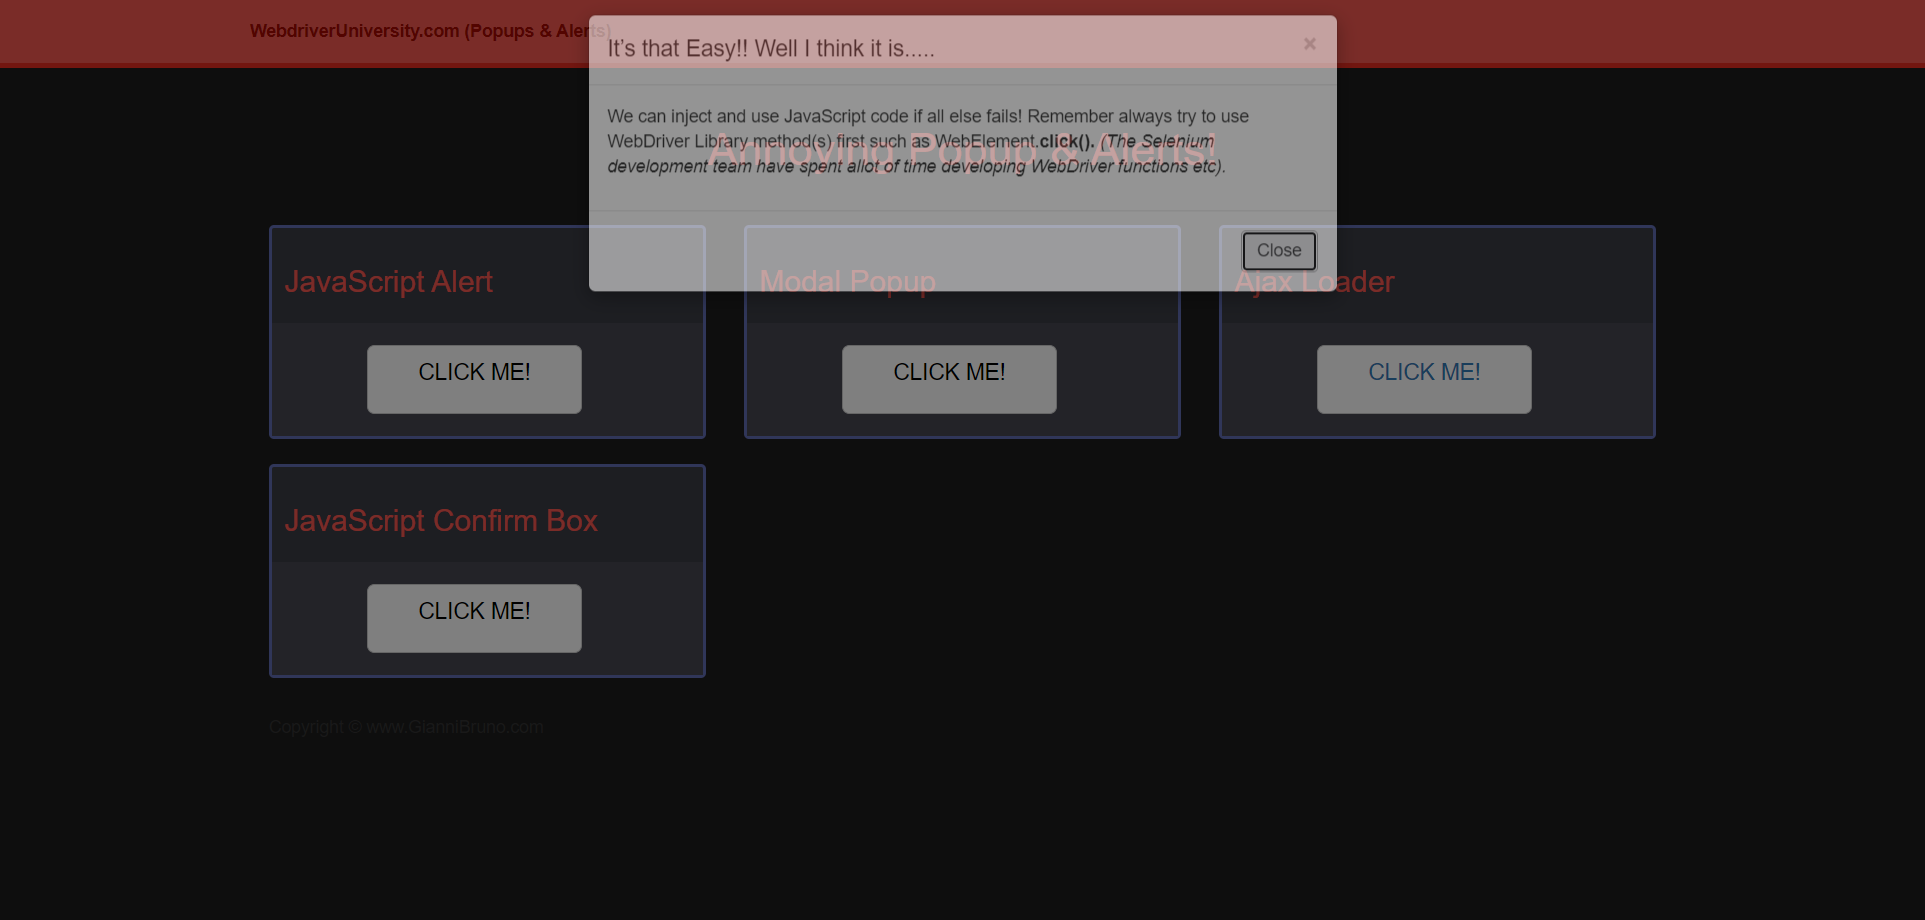 WebdriverUniversity.com (Popups & Alerts)
It's that Easy!! Well I think it is.....
×
We can inject and use JavaScript code if all else fails! Remember always try to use
WebDriver Library method(s) first such as WebElement.click(). (The Selenium
development team have spent allot of time developing WebDriver functions etc).
Annoying Popup & Alerts!
Close
JavaScript Alert
Modal Popup
Ajax Loader
CLICK ME!
CLICK ME!
CLICK ME!
JavaScript Confirm Box
CLICK ME!
Copyright © www.GianniBruno.com